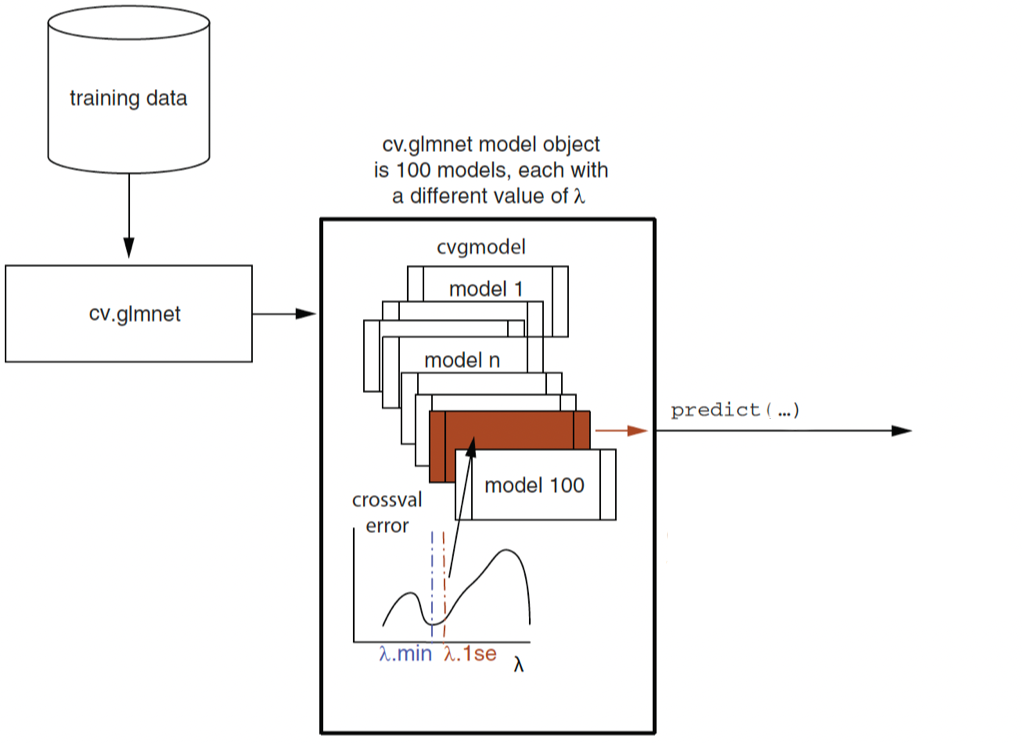 training data
cv.glmnet model object
is 100 models, each with
a different value of λ
cv.glmnet
cvgmodel
model 1
model n
predict(…)
model 100
crossval
error
λ.min λ.1se λ